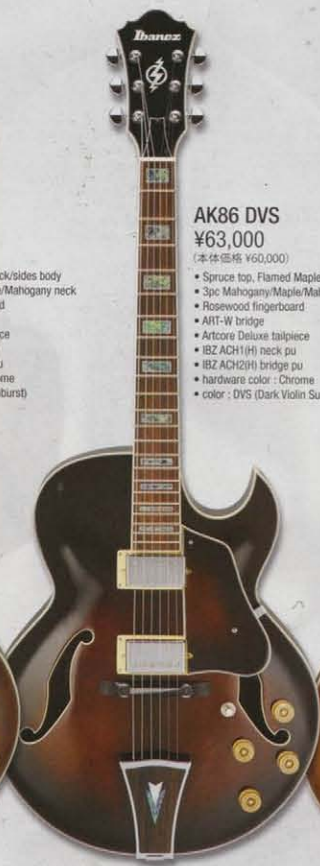 Ibanez
AK86 DVS
¥63,000
(本体価格 ¥60,000)
• Spruce top, Flamed Maple
• 3pc Mahogany/Maple/Mah
• Rosewood fingerboard
• ART-W bridge
• Artcore Deluxe tailpiece
• IBZ ACH1(H) neck pu
• IBZ ACH2(H) bridge pu
• hardware color : Chrome
• color : DVS (Dark Violin Su
ck/sides body
/Mahogany neck
d
ce
u
me
burst)